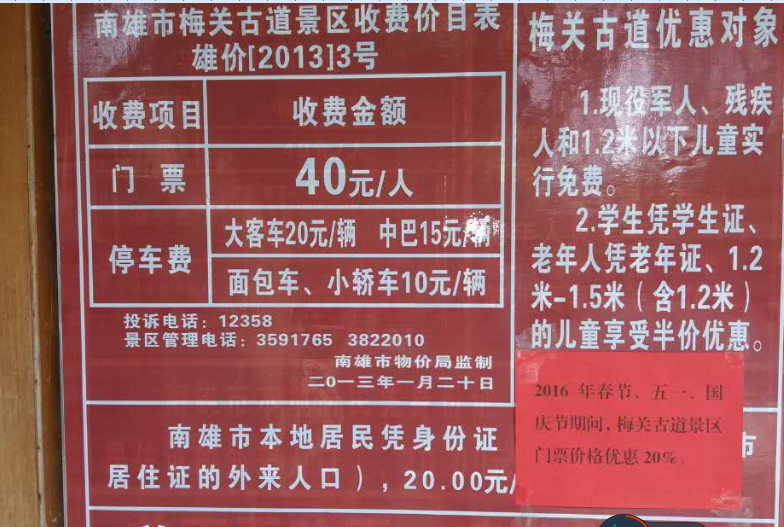 南雄市梅关古道景区收费价目表
雄价[2013]3号
收费项目 收费金额
门 票 40元/人
停车费 大客车20元/辆 中巴15元/辆
面包车、小轿车10元/辆
投诉电话：12358
景区管理电话：3591765 3822010
南雄市物价局监制
二○一三年一月二十日
梅关古道优惠对象
1.现役军人、残疾
人和1.2米以下儿童实
行免费。
2.学生凭学生证、
老年人凭老年证、1.2
米-1.5米（含1.2米）
的儿童享受半价优惠。
2016 年春节、五一、国
庆节期间，梅关古道景区
门票价格优惠 20%。
南雄市本地居民凭身份证
居住证的外来人口），20.00元/
市